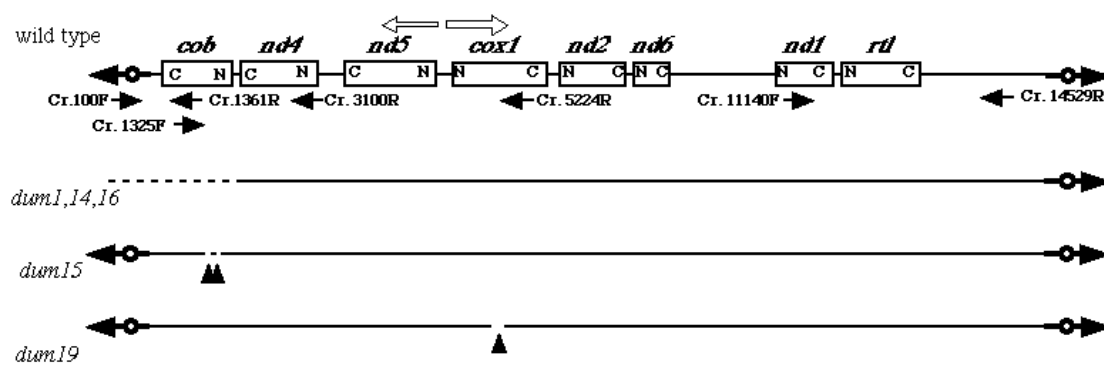 wild type
cob nd4 nd5 cox1 nd2 nd6 nd1 rtl
C N C N C N N C N C N C N C N C
Cr.100F Cr.1361R Cr.3100R Cr.5224R Cr.11140F Cr.14529R
Cr.1325F
dum1,14,16
dum15
dum19